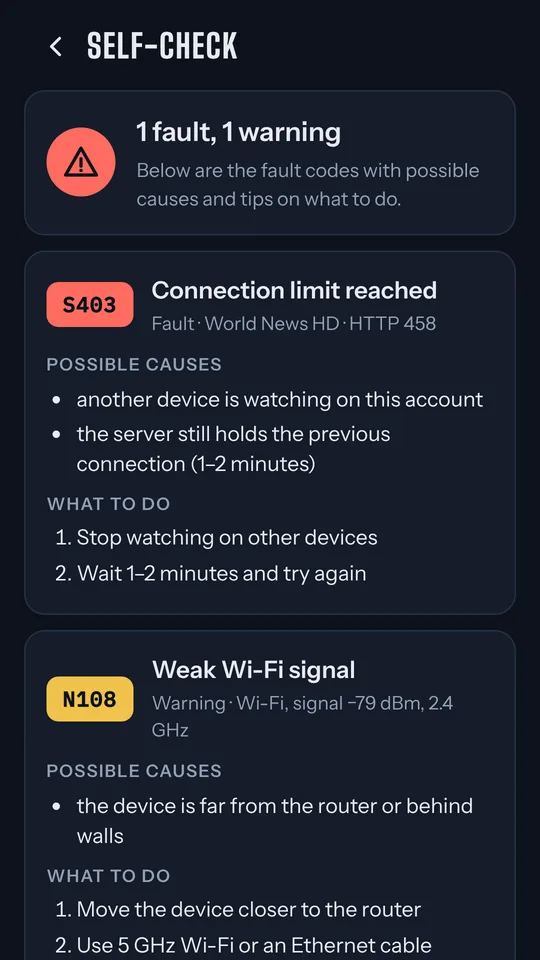 SELF-CHECK
1 fault, 1 warning
Below are the fault codes with possible
causes and tips on what to do.
S403
Connection limit reached
Fault · World News HD · HTTP 458
POSSIBLE CAUSES
• another device is watching on this account
• the server still holds the previous
connection (1–2 minutes)
WHAT TO DO
1. Stop watching on other devices
2. Wait 1–2 minutes and try again
N108
Weak Wi-Fi signal
Warning · Wi-Fi, signal −79 dBm, 2.4
GHz
POSSIBLE CAUSES
• the device is far from the router or behind
walls
WHAT TO DO
1. Move the device closer to the router
2. Use 5 GHz Wi-Fi or an Ethernet cable